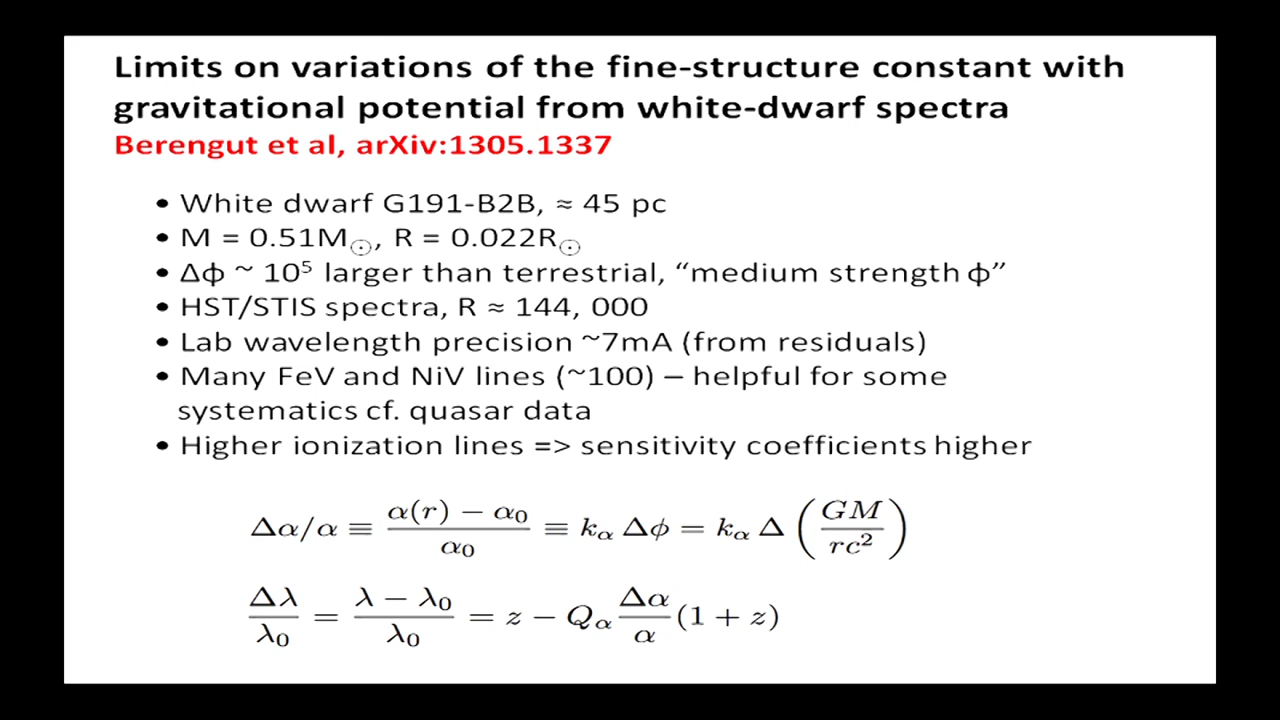 Limits on variations of the fine-structure constant with
gravitational potential from white-dwarf spectra
Berengut et al, arXiv:1305.1337
• White dwarf G191-B2B, ≈ 45 pc
• M = 0.51M☉, R = 0.022R☉
• Δϕ ~ 10⁵ larger than terrestrial, “medium strength ϕ”
• HST/STIS spectra, R ≈ 144, 000
• Lab wavelength precision ~7mA (from residuals)
• Many FeV and NiV lines (~100) – helpful for some
systematics cf. quasar data
• Higher ionization lines => sensitivity coefficients higher
Δα/α ≡ (α(r) − α₀)/α₀ ≡ k_α Δϕ = k_α Δ(GM/rc²)
Δλ/λ₀ = (λ − λ₀)/λ₀ = z − Q_α Δα/α (1 + z)